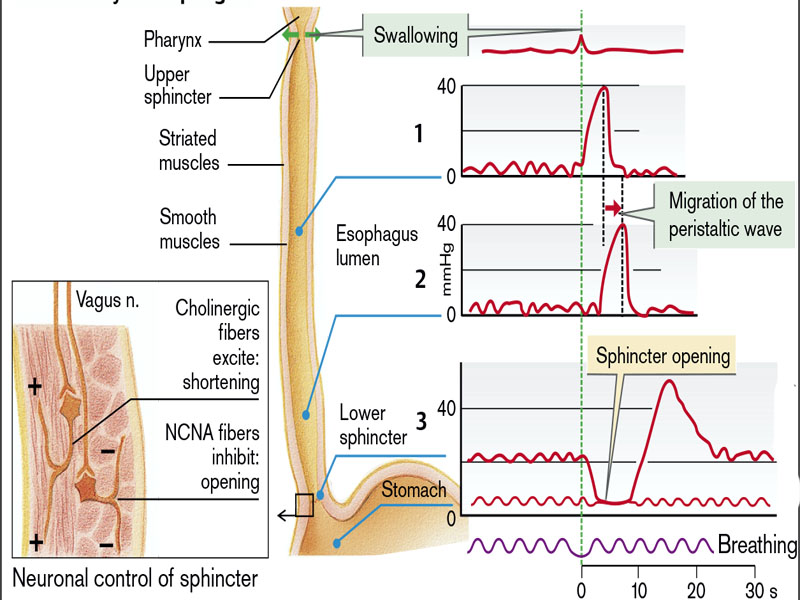 Pharynx
Upper
sphincter
Striated
muscles
Smooth
muscles
Swallowing
1
40
0
Migration of the
peristaltic wave
Esophagus
lumen
2
40
mmHg
0
Vagus n.
Cholinergic
fibers
excite:
shortening
NCNA fibers
inhibit:
opening
+
–
+
–
Neuronal control of sphincter
Sphincter opening
Lower
sphincter
3
40
Stomach
0
Breathing
0 10 20 30 s